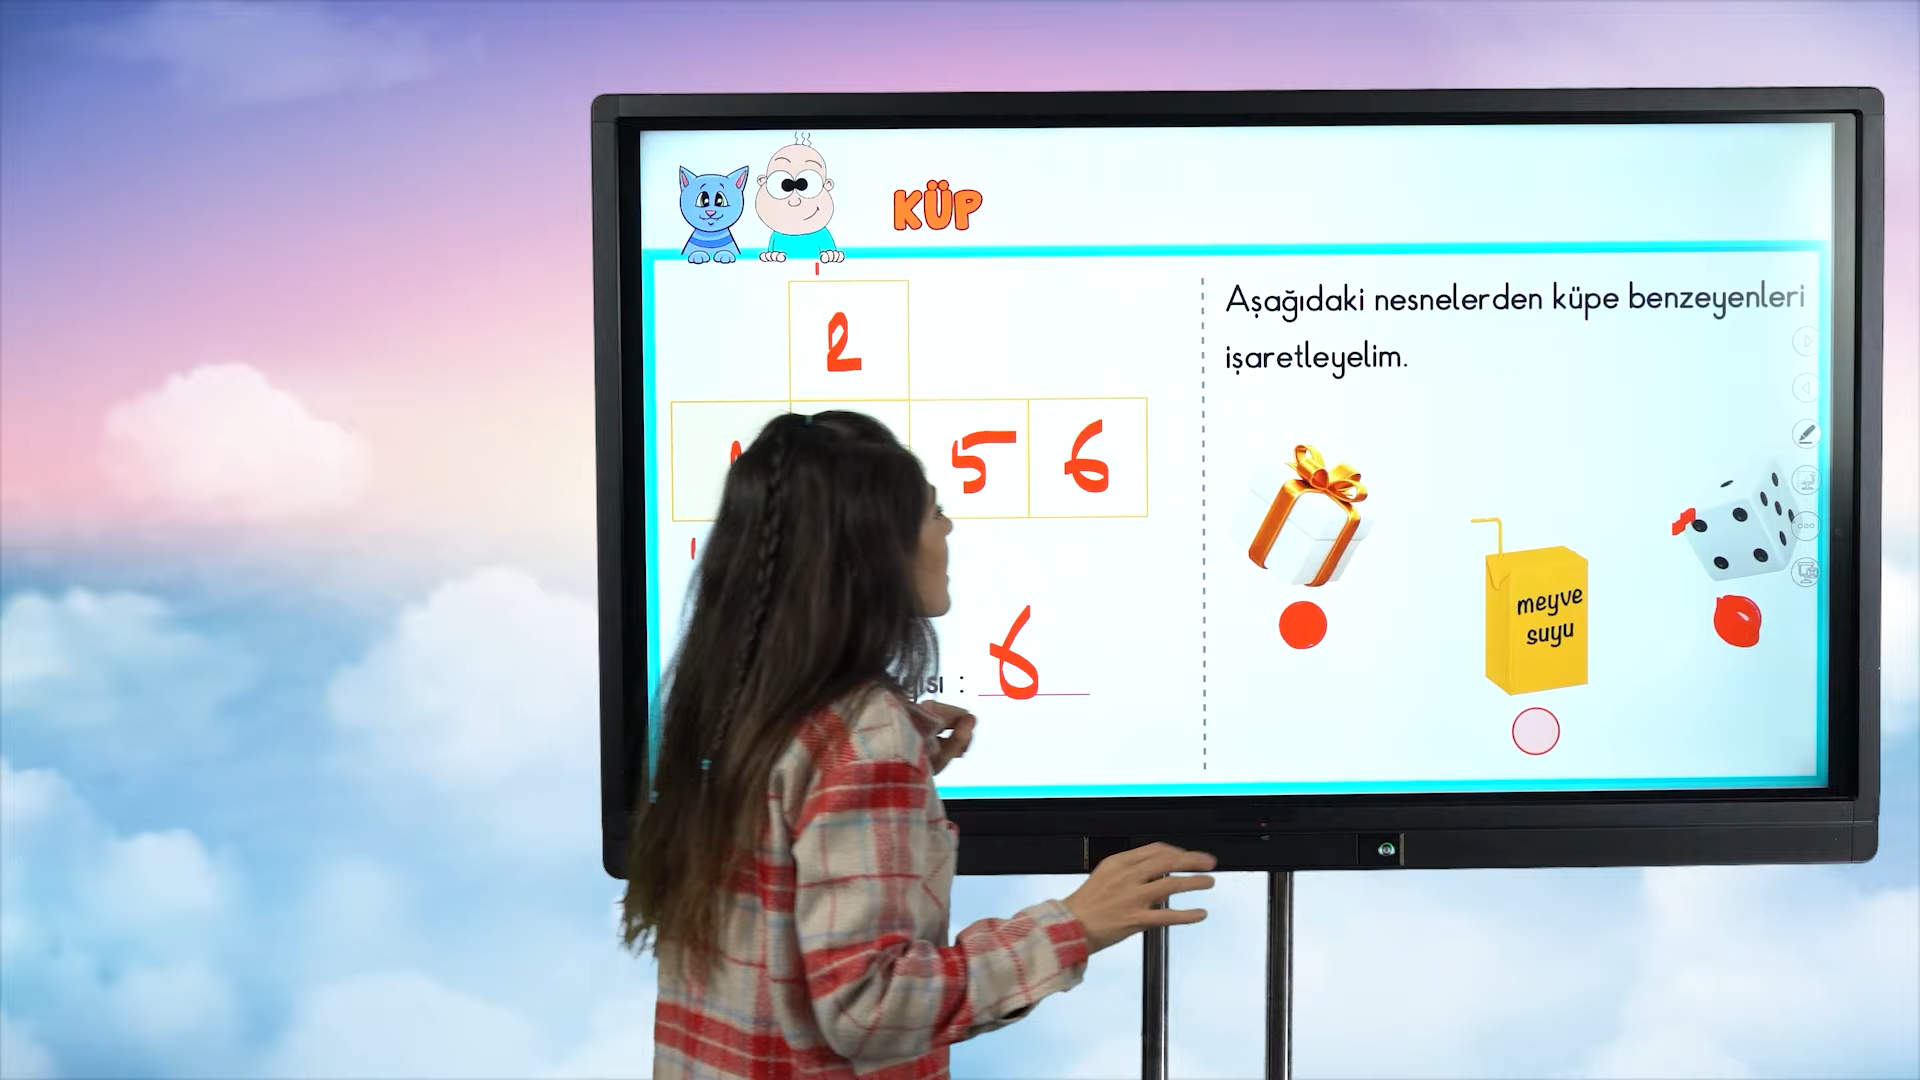 KÜP
2
5 6
6
Aşağıdaki nesnelerden küpe benzeyenleri
işaretleyelim.
meyve
suyu